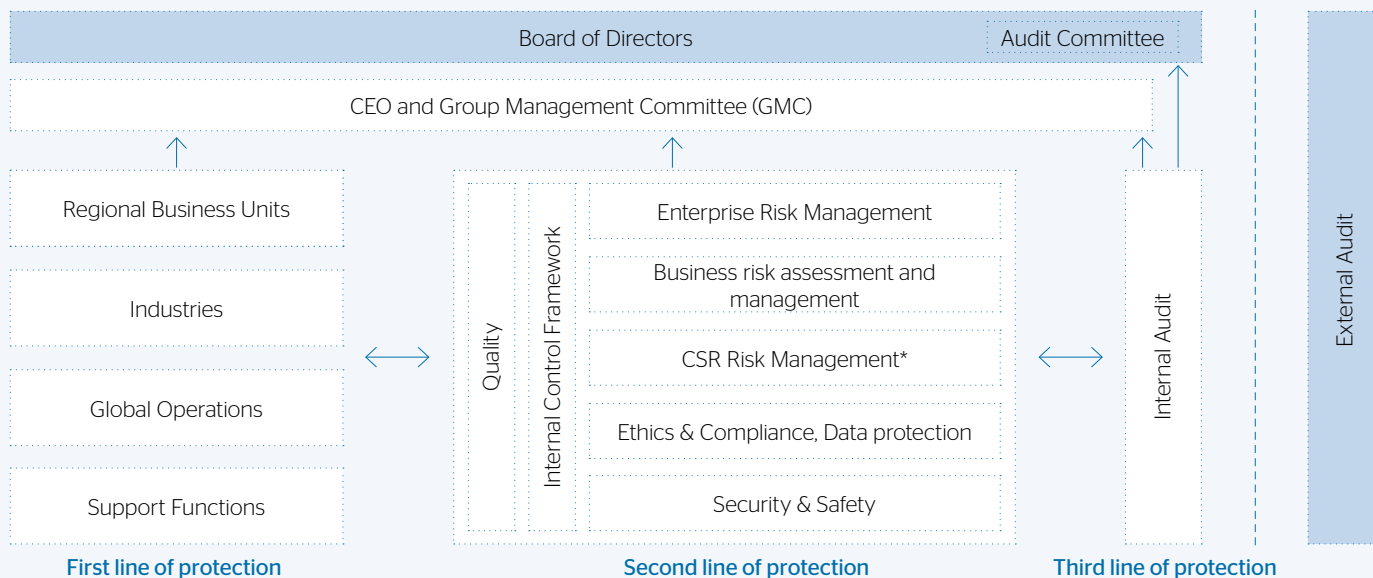 Board of Directors
Audit Committee
CEO and Group Management Committee (GMC)
Regional Business Units
Industries
Global Operations
Support Functions
Quality
Internal Control Framework
Enterprise Risk Management
Business risk assessment and
management
CSR Risk Management*
Ethics & Compliance, Data protection
Security & Safety
Internal Audit
External Audit
First line of protection
Second line of protection
Third line of protection